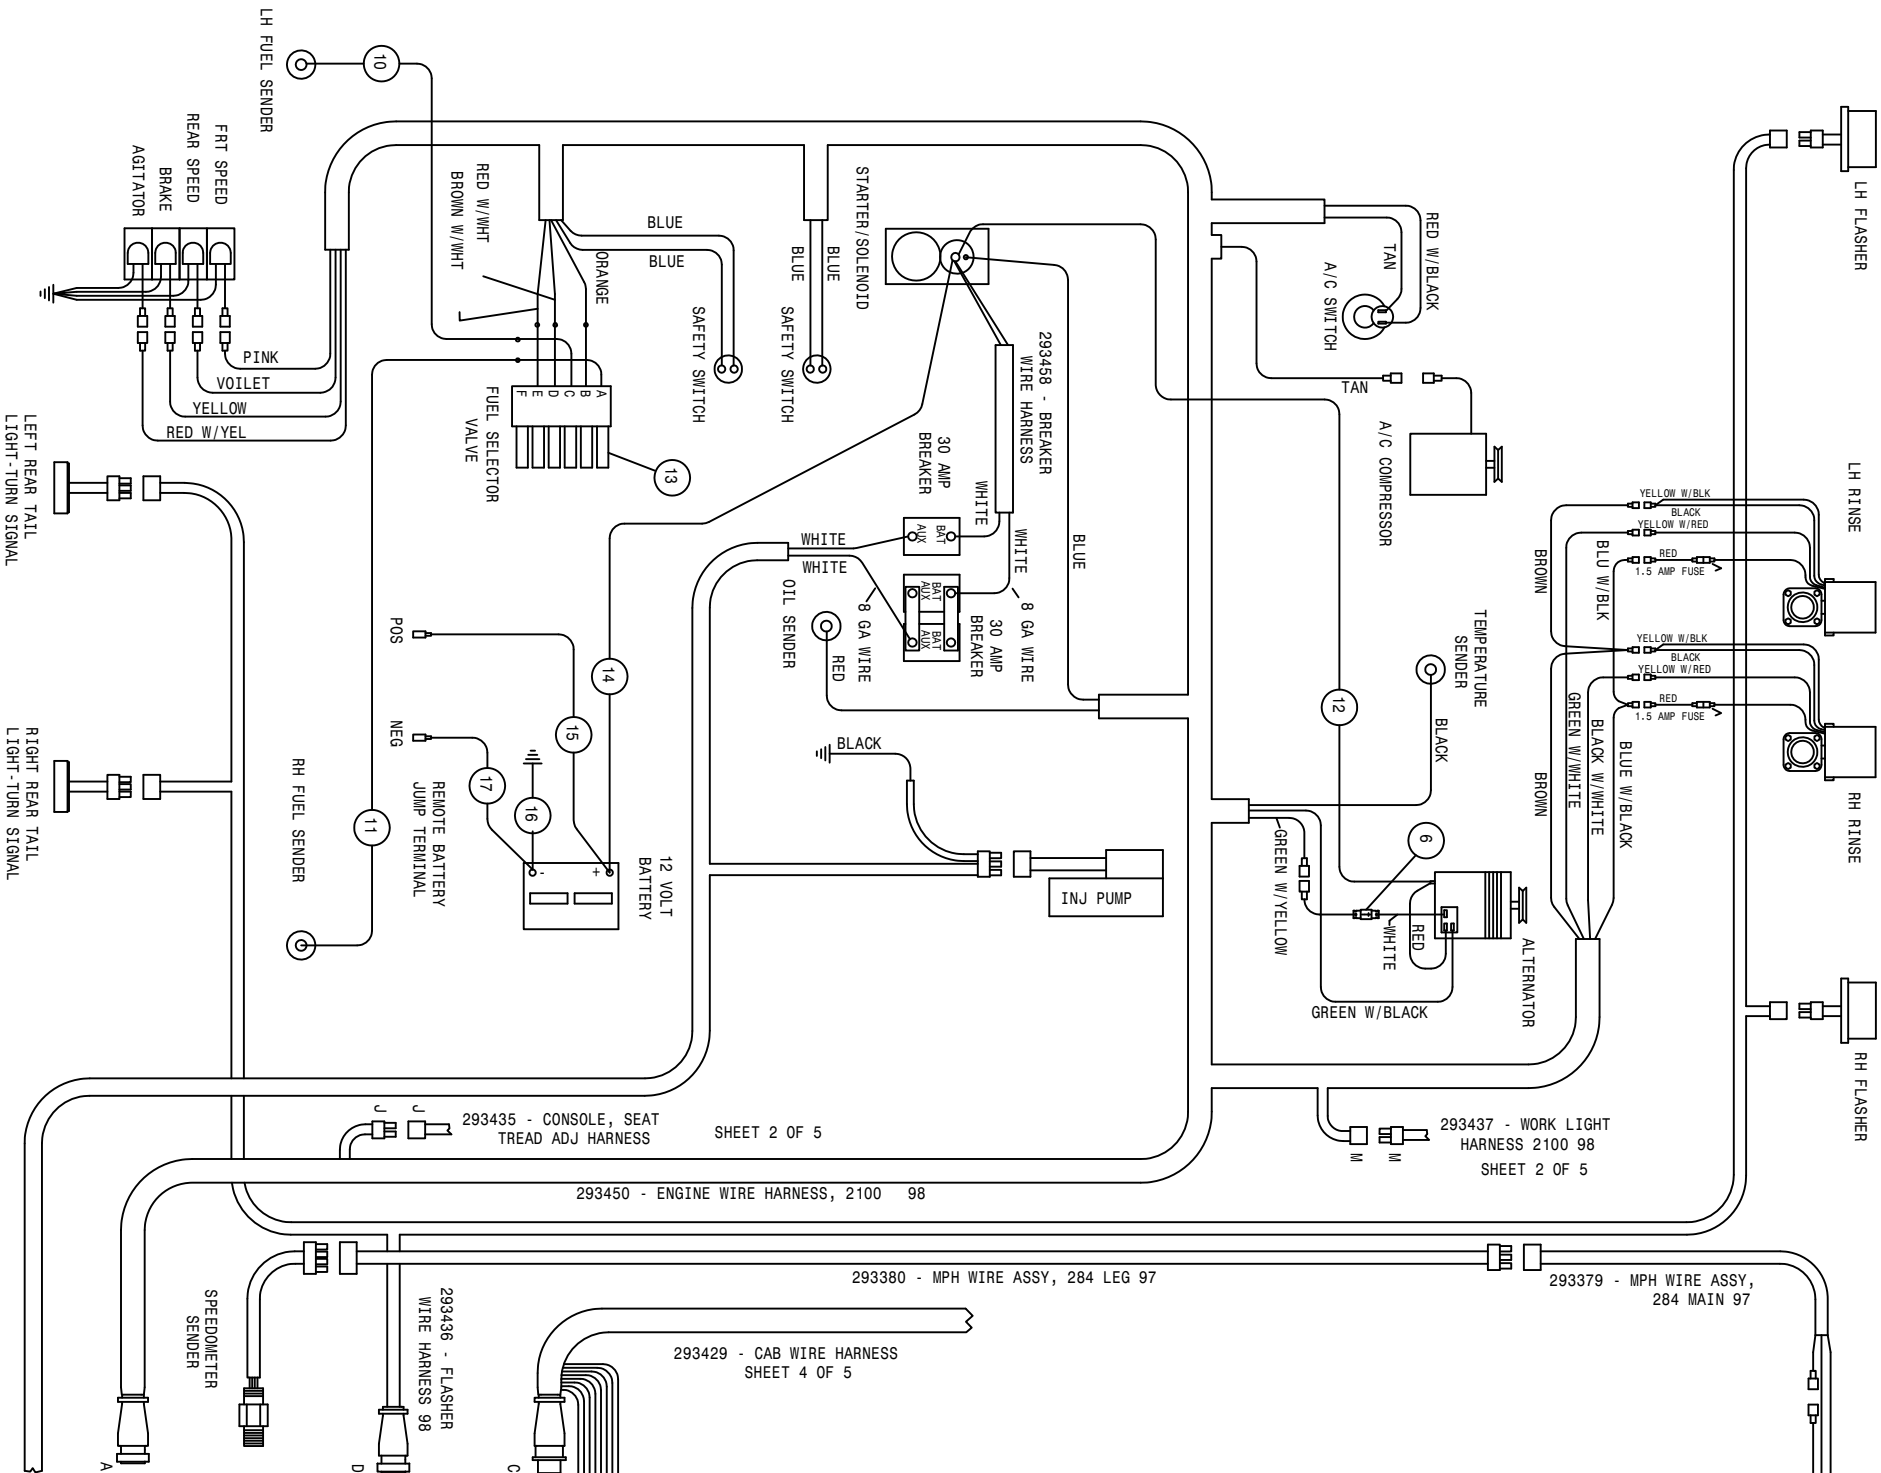 LH FUEL SENDER
10
AGITATOR
BRAKE
REAR SPEED
FRT SPEED
PINK
VOILET
YELLOW
RED W/YEL
RED W/WHT
BROWN W/WHT
ORANGE
BLUE
BLUE
SAFETY SWITCH
BLUE
BLUE
SAFETY SWITCH
STARTER/SOLENOID
A
B
C
D
E
F
FUEL SELECTOR
VALVE
13
293458 - BREAKER
WIRE HARNESS
30 AMP
BREAKER
WHITE
WHITE
BAT
AUX
WHITE
WHITE
BAT
AUX
BAT
AUX
8 GA WIRE
30 AMP
BREAKER
8 GA WIRE
OIL SENDER
RED
BLUE
RED W/BLACK
TAN
A/C SWITCH
TAN
A/C COMPRESSOR
LH FLASHER
LH RINSE
YELLOW W/BLK
BLACK
YELLOW W/RED
RED
1.5 AMP FUSE
BROWN
BLU W/BLK
YELLOW W/BLK
BLACK
YELLOW W/RED
RED
1.5 AMP FUSE
GREEN W/WHITE
BLACK W/WHITE
BLUE W/BLACK
BROWN
RH RINSE
TEMPERATURE
SENDER
BLACK
12
6
GREEN W/YELLOW
WHITE
RED
GREEN W/BLACK
ALTERNATOR
RH FLASHER
LEFT REAR TAIL
LIGHT-TURN SIGNAL
RIGHT REAR TAIL
LIGHT-TURN SIGNAL
POS
NEG
14
15
17
16
11
REMOTE BATTERY
JUMP TERMINAL
RH FUEL SENDER
-
+
12 VOLT
BATTERY
BLACK
INJ PUMP
J
J
293435 - CONSOLE, SEAT
TREAD ADJ HARNESS
SHEET 2 OF 5
M
M
293437 - WORK LIGHT
HARNESS 2100 98
SHEET 2 OF 5
293450 - ENGINE WIRE HARNESS, 2100 98
293380 - MPH WIRE ASSY, 284 LEG 97
293379 - MPH WIRE ASSY,
284 MAIN 97
SPEEDOMETER
SENDER
293436 - FLASHER
WIRE HARNESS 98
293429 - CAB WIRE HARNESS
SHEET 4 OF 5
A
D
C